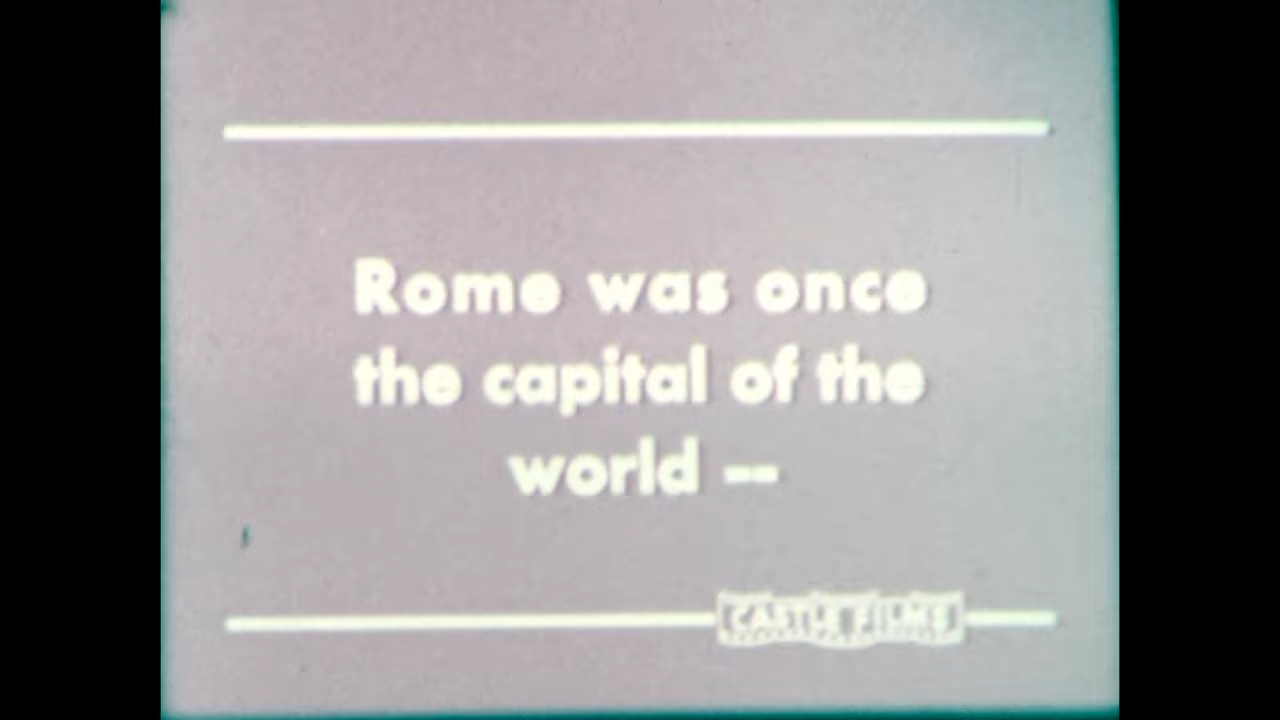 Rome was once
the capital of the
world --
CASTLE FILMS